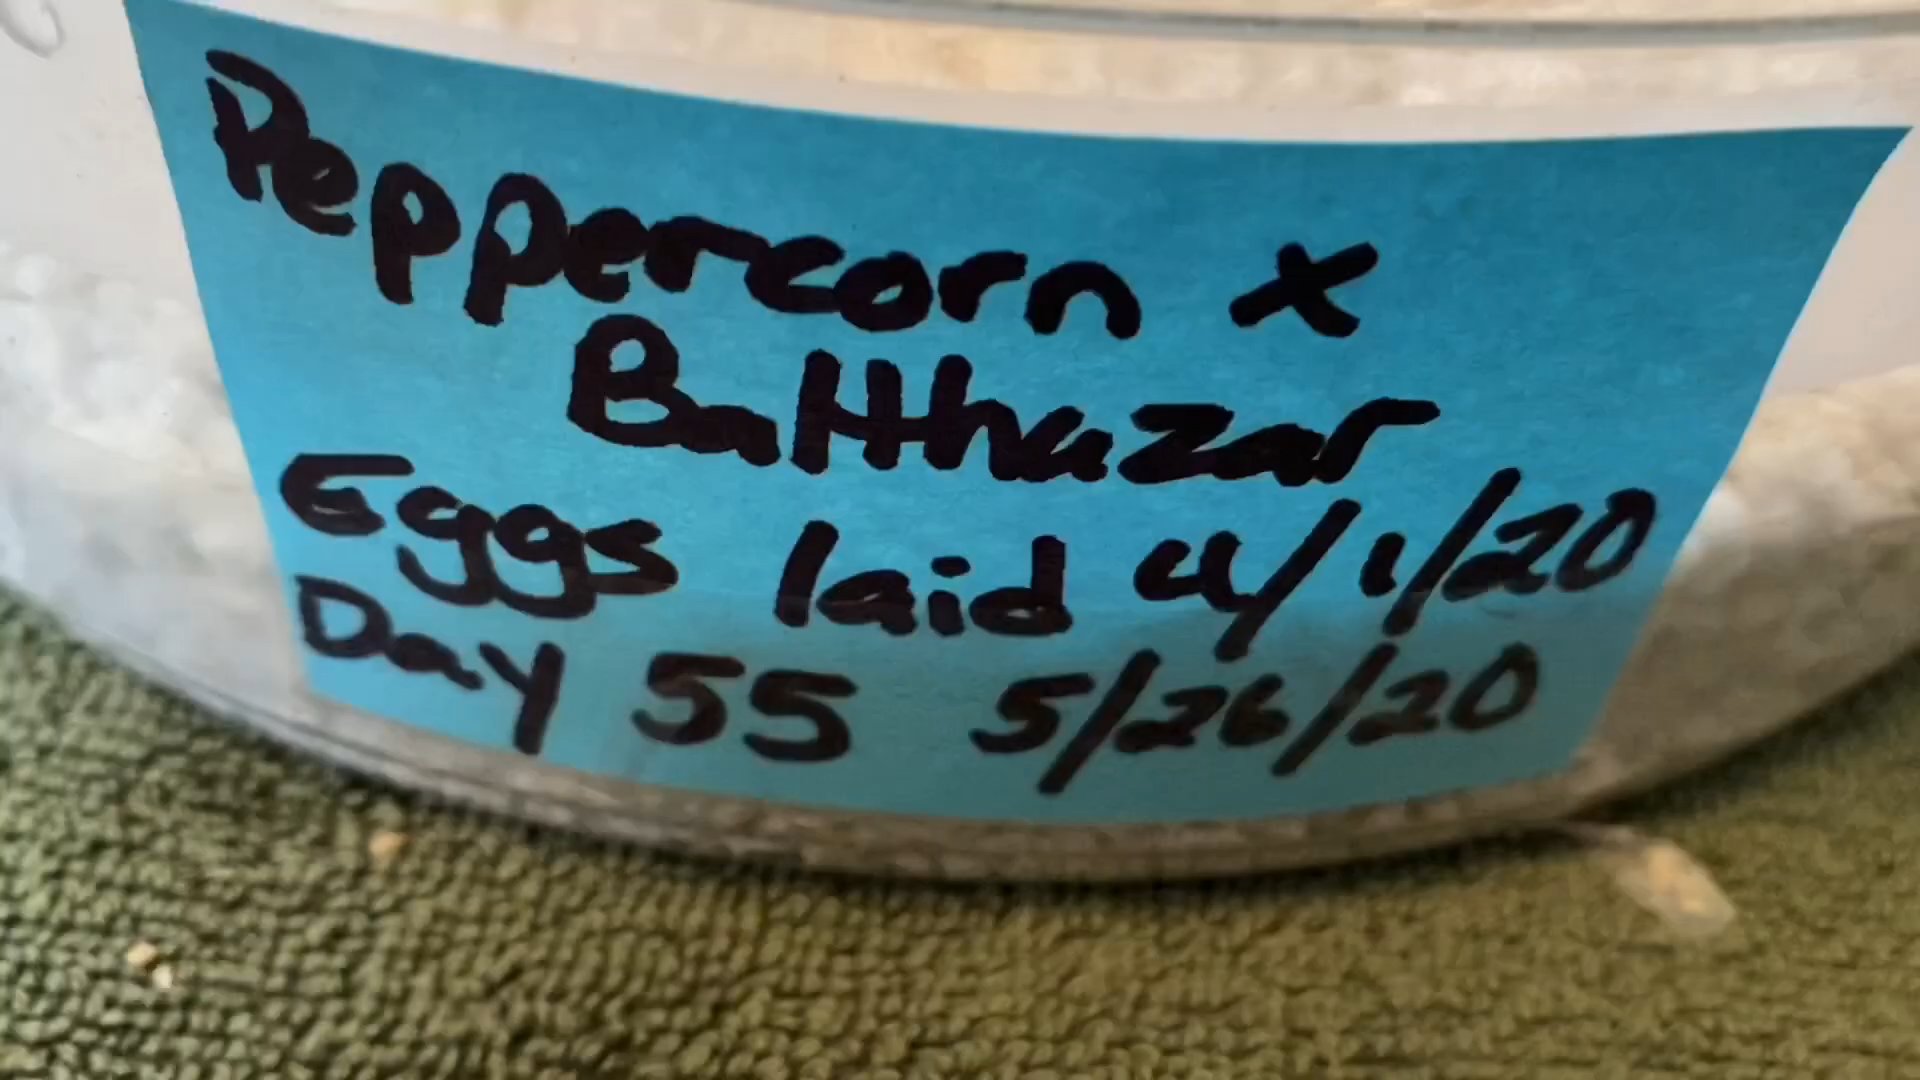 Peppercorn x
Balthazar
Eggs laid 4/1/20
Day 55 5/26/20